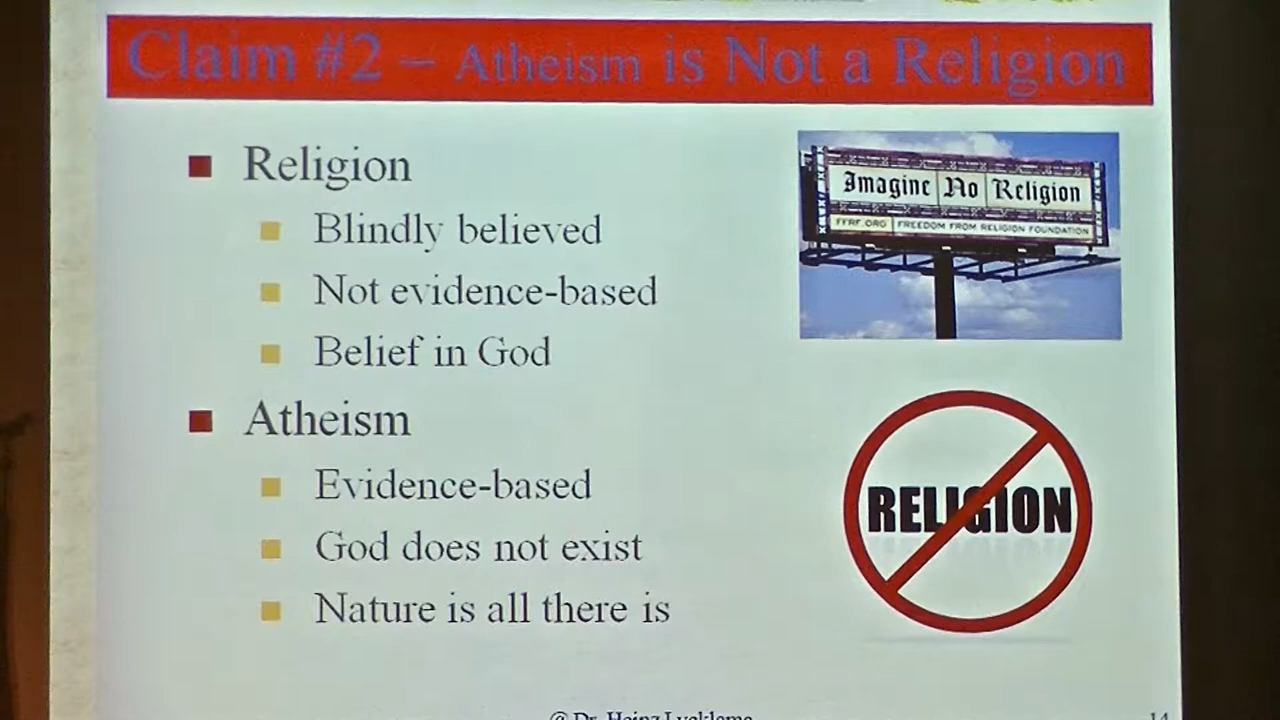 Claim #2 – Atheism is Not a Religion
Religion
Blindly believed
Not evidence-based
Belief in God
Imagine No Religion
FFRF.ORG FREEDOM FROM RELIGION FOUNDATION
Atheism
Evidence-based
God does not exist
Nature is all there is
RELIGION
@ Dr. Heinz Lycklama
14